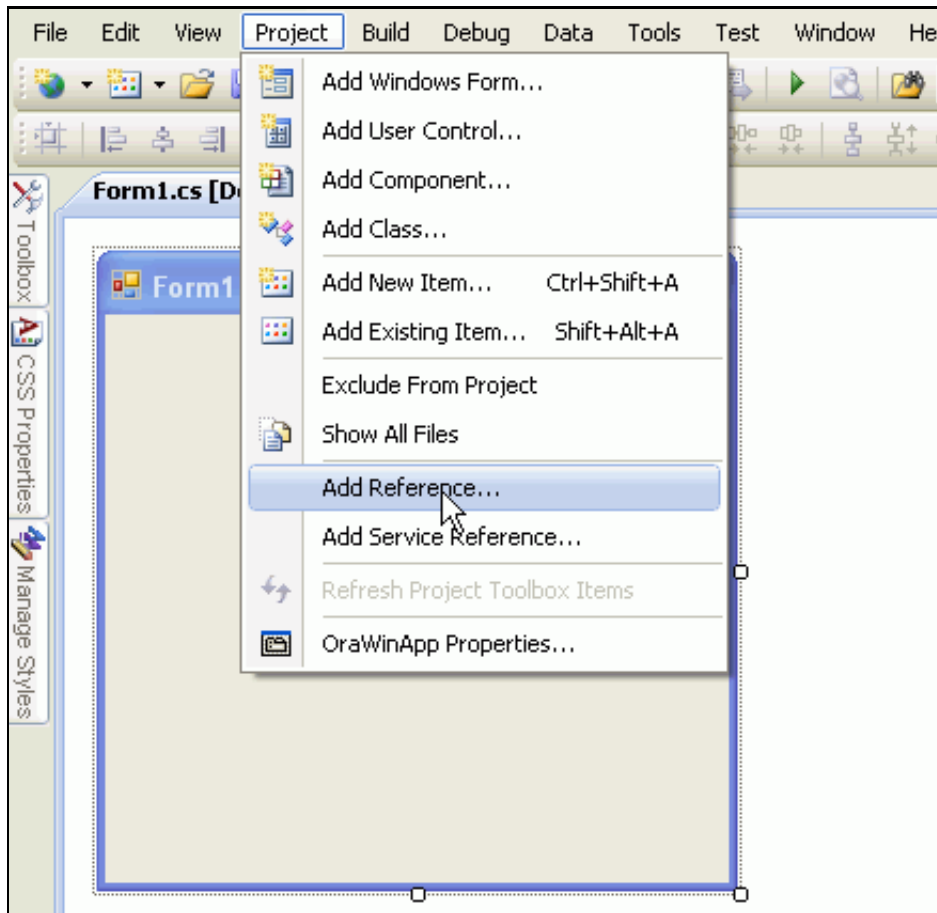 File Edit View Project Build Debug Data Tools Test Window
Add Windows Form...
Add User Control...
Add Component...
Form1.cs
Add Class...
Toolbox
Form1
Add New Item... Ctrl+Shift+A
Add Existing Item... Shift+Alt+A
CSS Properties
Exclude From Project
Show All Files
Add Reference...
Add Service Reference...
Manage Styles
Refresh Project Toolbox Items
OraWinApp Properties...